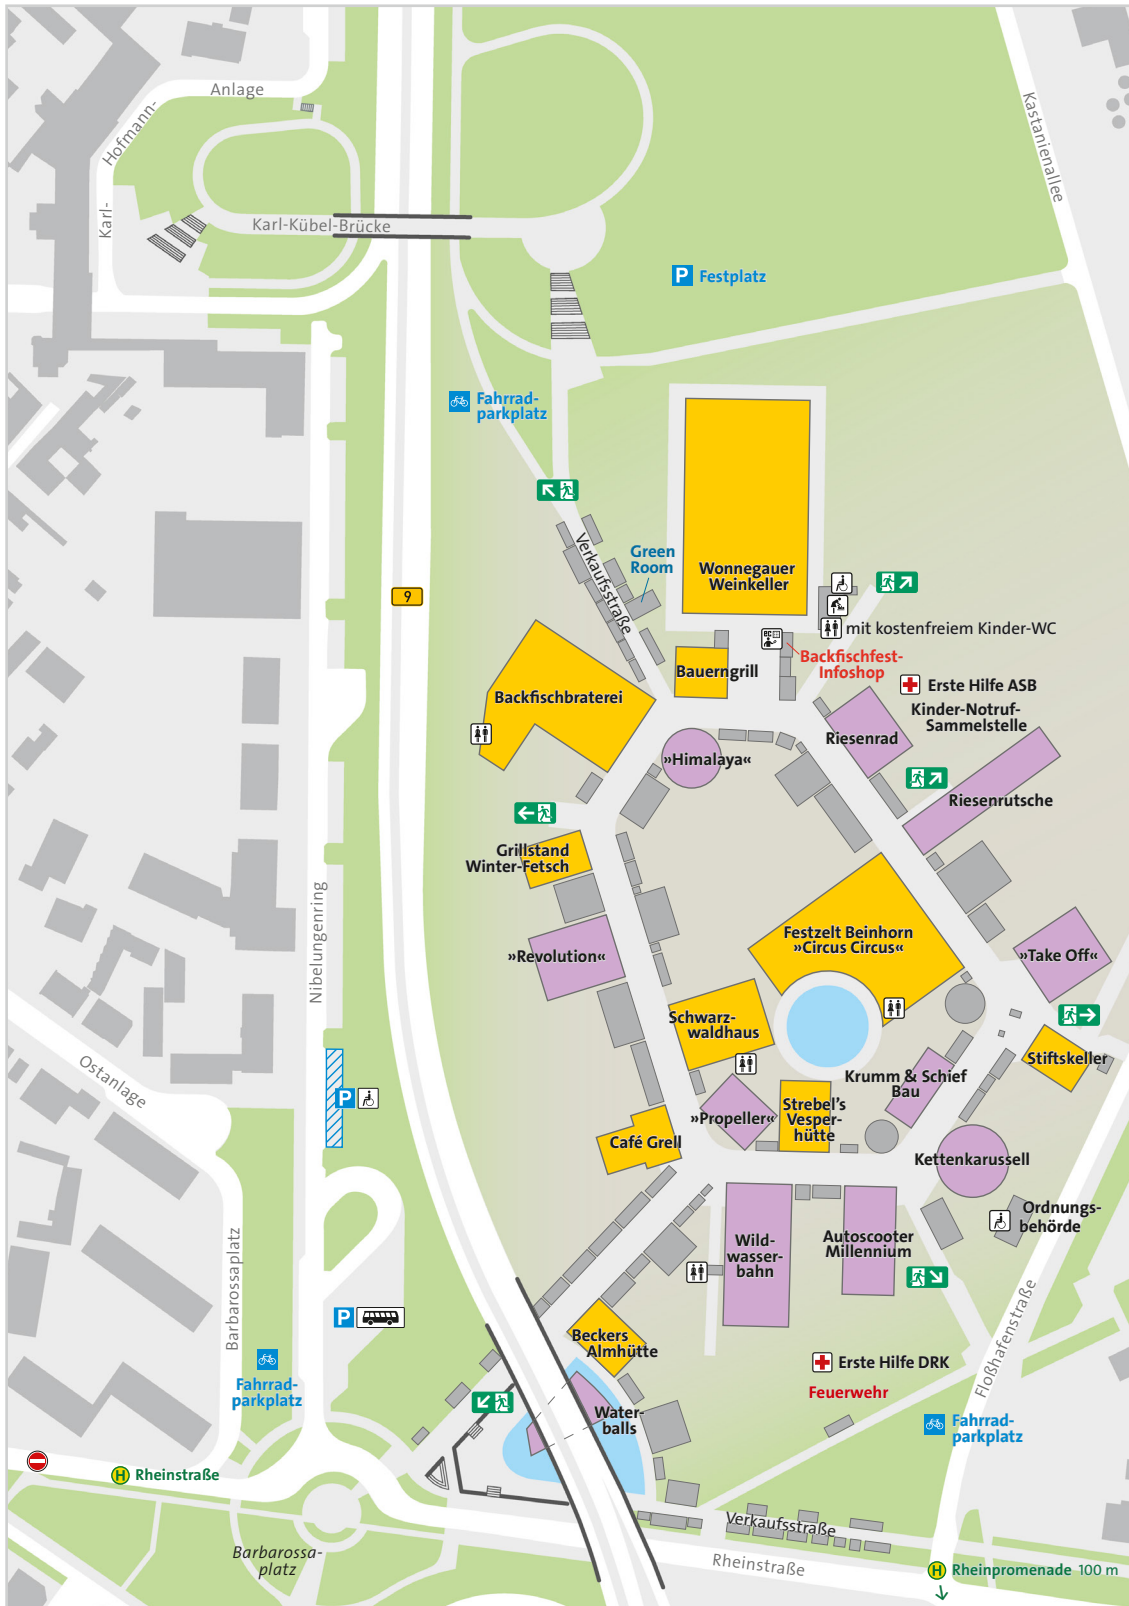 Anlage
Hofmann-
Karl-
Kastanienallee
Karl-Kübel-Brücke
P Festplatz
Fahrrad-
parkplatz
Verkaufsstraße
Green
Room
Wonnegauer
Weinkeller
9
mit kostenfreiem Kinder-WC
EC
Backfischfest-
Infoshop
Bauerngrill
Erste Hilfe ASB
Kinder-Notruf-
Sammelstelle
Backfischbraterei
Riesenrad
»Himalaya«
Riesenrutsche
Grillstand
Winter-Fetsch
Nibelungenring
Festzelt Beinhorn
»Circus Circus«
»Revolution«
»Take Off«
Schwarz-
waldhaus
Stiftskeller
Ostanlage
P
Krumm & Schief
Bau
»Propeller«
Strebel's
Vesper-
hütte
Café Grell
Kettenkarussell
Ordnungs-
behörde
Barbarossaplatz
Wild-
wasser-
bahn
Autoscooter
Millennium
P
Beckers
Almhütte
Floßhafenstraße
Erste Hilfe DRK
Feuerwehr
Fahrrad-
parkplatz
Water-
balls
Fahrrad-
parkplatz
H Rheinstraße
Verkaufsstraße
Barbarossa-
platz
Rheinstraße
H Rheinpromenade 100 m